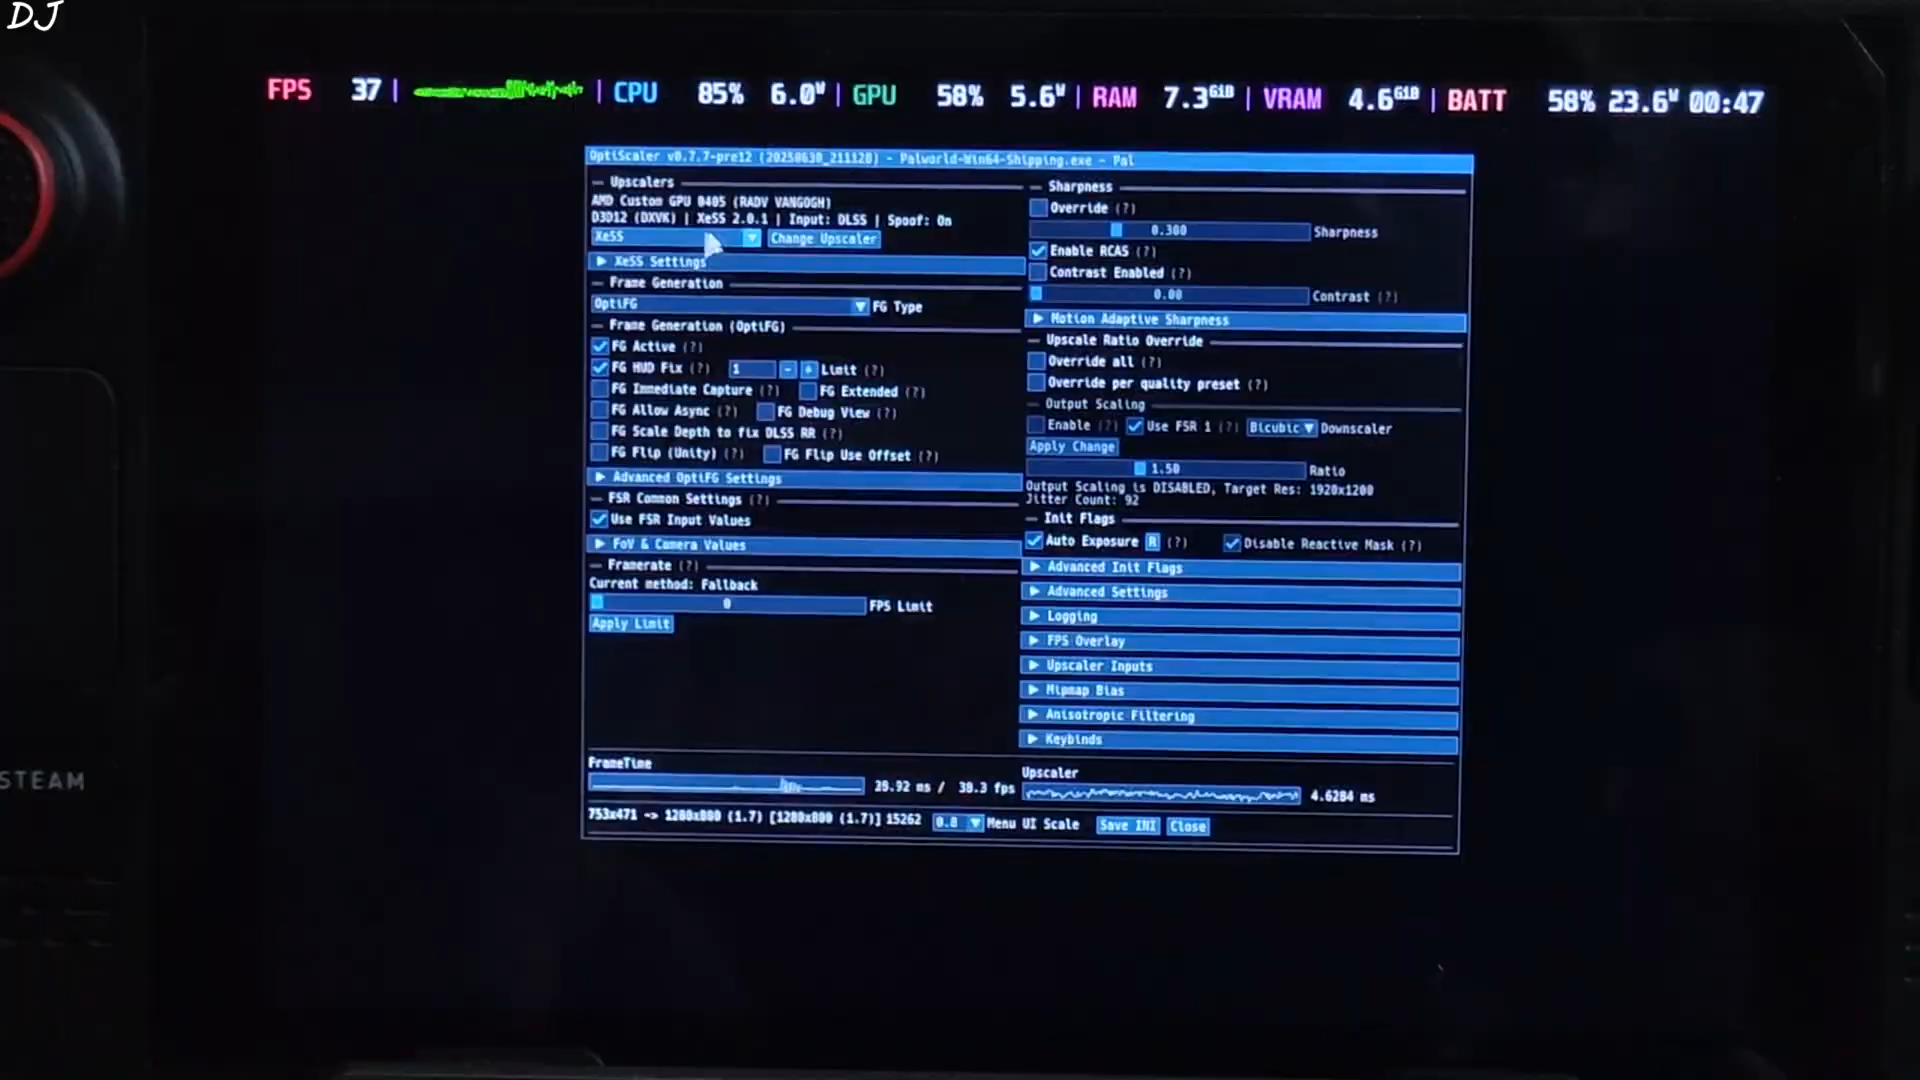 DJ
FPS 37 | | CPU 85% 6.0W | GPU 58% 5.6W | RAM 7.3GiB | VRAM 4.6GiB | BATT 58% 23.6W 00:47
OptiScaler v0.7.7-pre12 (20250630_211120) - Palworld-Win64-Shipping.exe - Pal
Upscalers
AMD Custom GPU 0405 (RADV VANGOGH)
D3D12 (DXVK) | XeSS 2.0.1 | Input: DLSS | Spoof: On
XeSS Change Upscaler
XeSS Settings
Frame Generation
OptiFG FG Type
Frame Generation (OptiFG)
FG Active (?)
FG HUD Fix (?) 1 - + Limit (?)
FG Immediate Capture (?) FG Extended (?)
FG Allow Async (?) FG Debug View (?)
FG Scale Depth to fix DLSS RR (?)
FG Flip (Unity) (?) FG Flip Use Offset (?)
Advanced OptiFG Settings
FSR Common Settings (?)
Use FSR Input Values
FoV & Camera Values
Framerate (?)
Current method: Fallback
0 FPS Limit
Apply Limit
Sharpness
Override (?)
0.300 Sharpness
Enable RCAS (?)
Contrast Enabled (?)
0.00 Contrast (?)
Motion Adaptive Sharpness
Upscale Ratio Override
Override all (?)
Override per quality preset (?)
Output Scaling
Enable (?) Use FSR 1 (?) Bicubic Downscaler
Apply Change
1.50 Ratio
Output Scaling is DISABLED, Target Res: 1920x1200
Jitter Count: 92
Init Flags
Auto Exposure R (?) Disable Reactive Mask (?)
Advanced Init Flags
Advanced Settings
Logging
FPS Overlay
Upscaler Inputs
Mipmap Bias
Anisotropic Filtering
Keybinds
FrameTime
ms / fps
Upscaler
4.6284 ms
753x471 -> 1280x800 (1.7) [1280x800 (1.7)] 15262 0.8 Menu UI Scale Save INI Close
STEAM